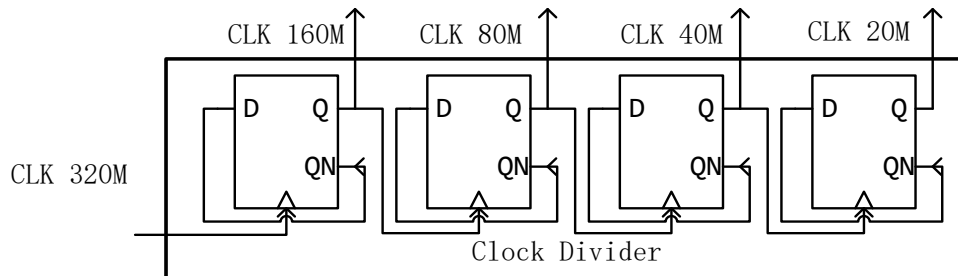 CLK 160M CLK 80M CLK 40M CLK 20M
D Q D Q D Q D Q
QN QN QN QN
CLK 320M
Clock Divider